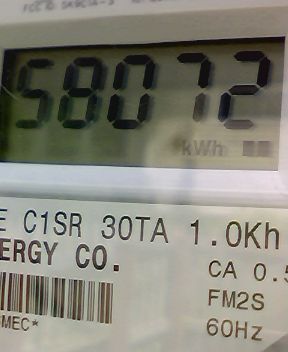 58072
kWh
E C1SR 30TA 1.0Kh
ERGY CO.
CA 0.5
FM2S
MEC*
60Hz